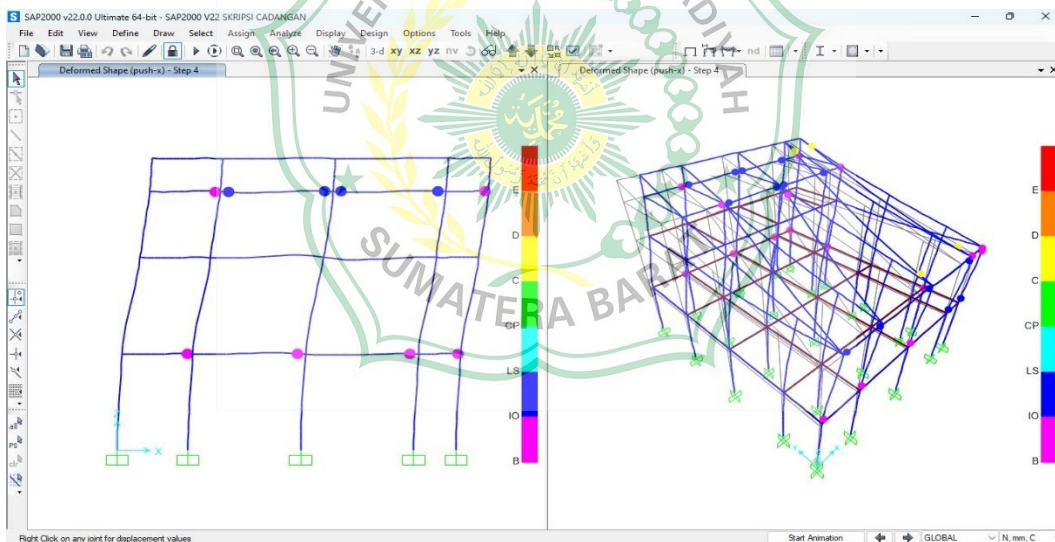 SAP2000 v22.0.0 Ultimate 64-bit - SAP2000 V22 SKRIPSI CADANGAN
File Edit View Define Draw Select Assign Analyze Display Design Options Tools Help
3-d xy xz yz nv
nd
Deformed Shape (push-x) - Step 4
Deformed Shape (push-x) - Step 4
SUMATERA BARAT
E
D
C
CP
LS
IO
B
E
D
C
CP
LS
IO
B
X
Right Click on any joint for displacement values
Start Animation
GLOBAL
N, mm, C